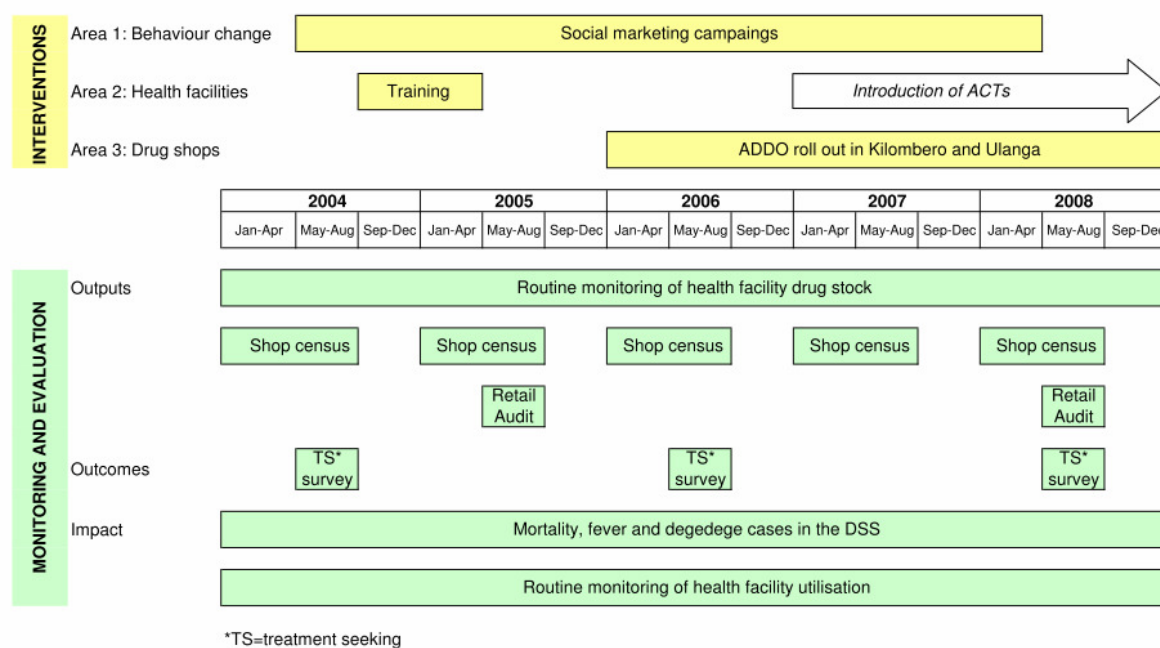 INTERVENTIONS
Area 1: Behaviour change
Social marketing campaings
Area 2: Health facilities
Training
Introduction of ACTs
Area 3: Drug shops
ADDO roll out in Kilombero and Ulanga
2004 2005 2006 2007 2008
Jan-Apr May-Aug Sep-Dec Jan-Apr May-Aug Sep-Dec Jan-Apr May-Aug Sep-Dec Jan-Apr May-Aug Sep-Dec Jan-Apr May-Aug Sep-Dec
MONITORING AND EVALUATION
Outputs
Routine monitoring of health facility drug stock
Shop census Shop census Shop census Shop census Shop census
Retail Retail
Audit Audit
Outcomes
TS* TS* TS*
survey survey survey
Impact
Mortality, fever and degedege cases in the DSS
Routine monitoring of health facility utilisation
*TS=treatment seeking